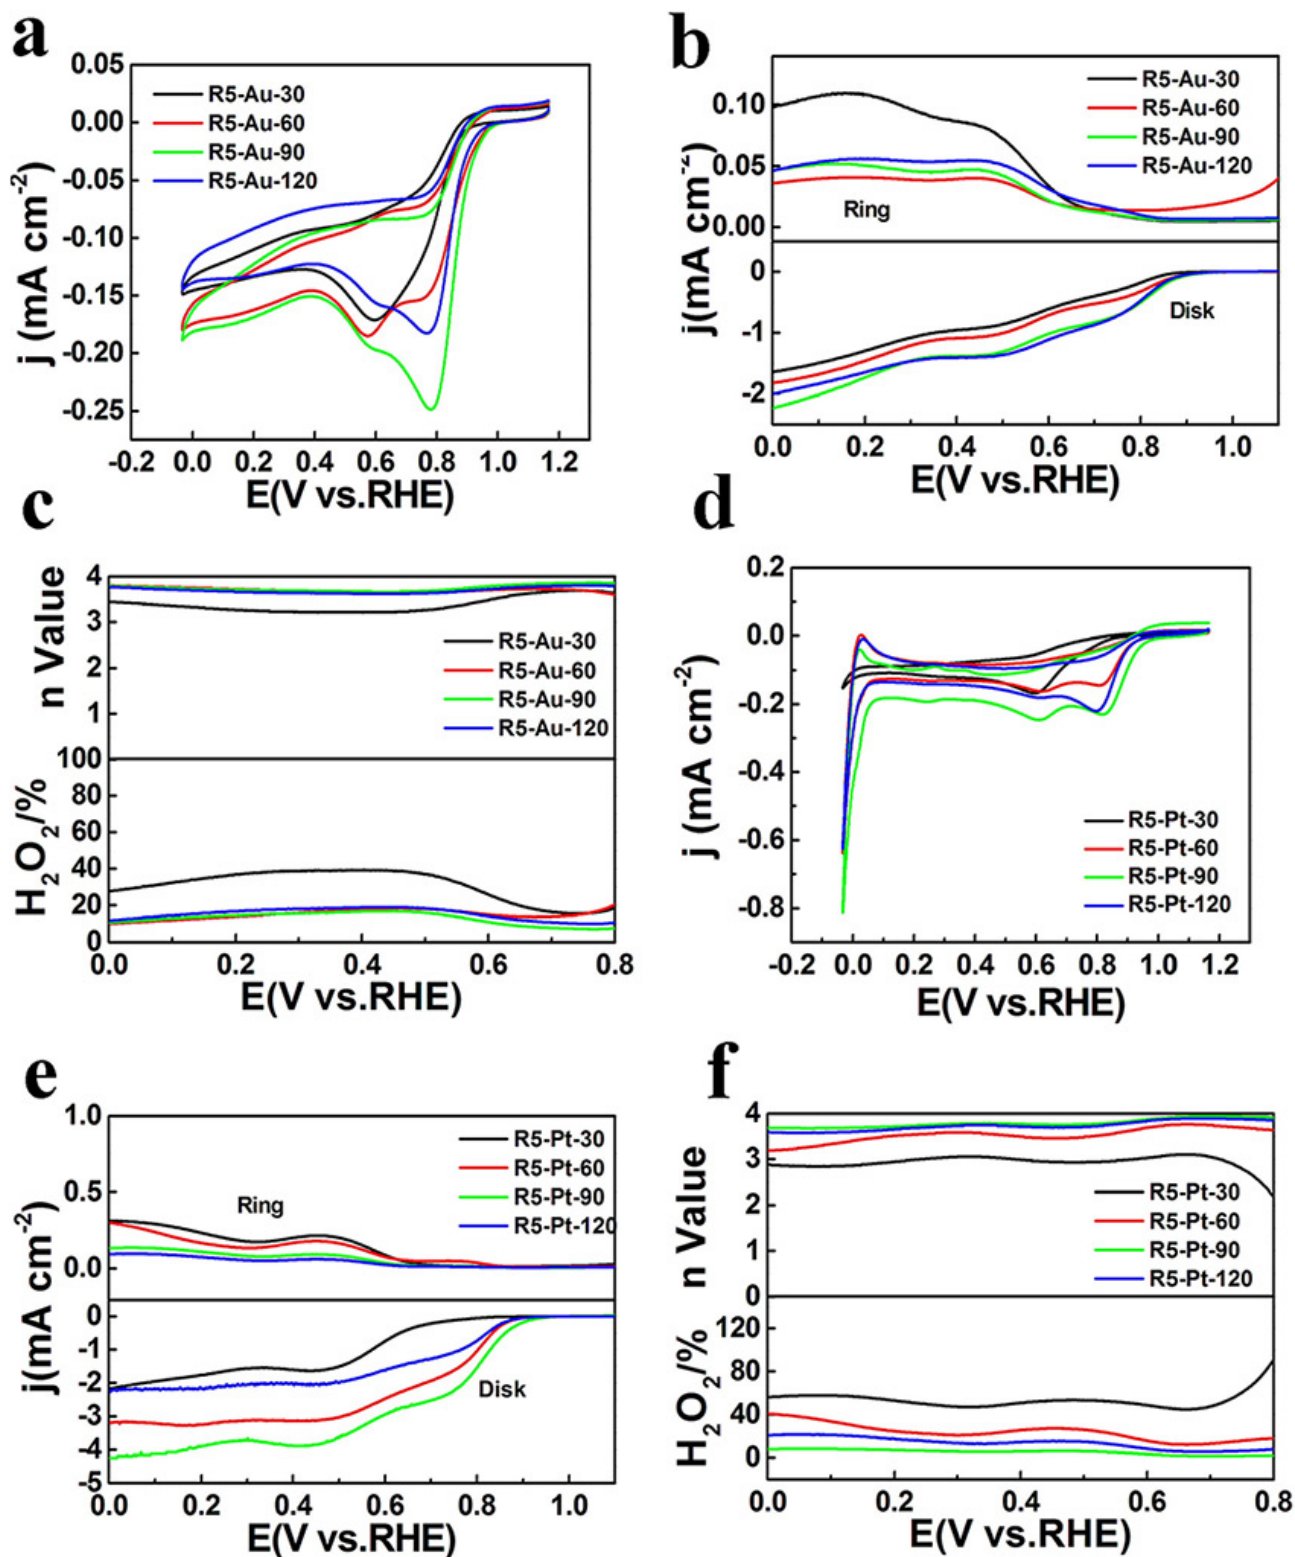 a
0.05
0.00
-0.05
-0.10
-0.15
-0.20
-0.25
j (mA cm-2)
R5-Au-30
R5-Au-60
R5-Au-90
R5-Au-120
-0.2 0.0 0.2 0.4 0.6 0.8 1.0 1.2
E(V vs.RHE)
b
0.10
0.05
0.00
j(mA cm-2)
R5-Au-30
R5-Au-60
R5-Au-90
R5-Au-120
Ring
0
-1
-2
Disk
0.0 0.2 0.4 0.6 0.8 1.0
E(V vs.RHE)
c
4
3
2
1
n Value
R5-Au-30
R5-Au-60
R5-Au-90
R5-Au-120
100
80
60
40
20
0
H2O2/%
0.0 0.2 0.4 0.6 0.8
E(V vs.RHE)
d
0.2
0.0
-0.2
-0.4
-0.6
-0.8
j (mA cm-2)
R5-Pt-30
R5-Pt-60
R5-Pt-90
R5-Pt-120
-0.2 0.0 0.2 0.4 0.6 0.8 1.0 1.2
E(V vs.RHE)
e
1.0
0.5
0.0
j(mA cm-2)
R5-Pt-30
R5-Pt-60
R5-Pt-90
R5-Pt-120
Ring
0
-1
-2
-3
-4
-5
Disk
0.0 0.2 0.4 0.6 0.8 1.0
E(V vs.RHE)
f
4
3
2
1
0
n Value
R5-Pt-30
R5-Pt-60
R5-Pt-90
R5-Pt-120
120
80
40
0
H2O2/%
0.0 0.2 0.4 0.6 0.8
E(V vs.RHE)